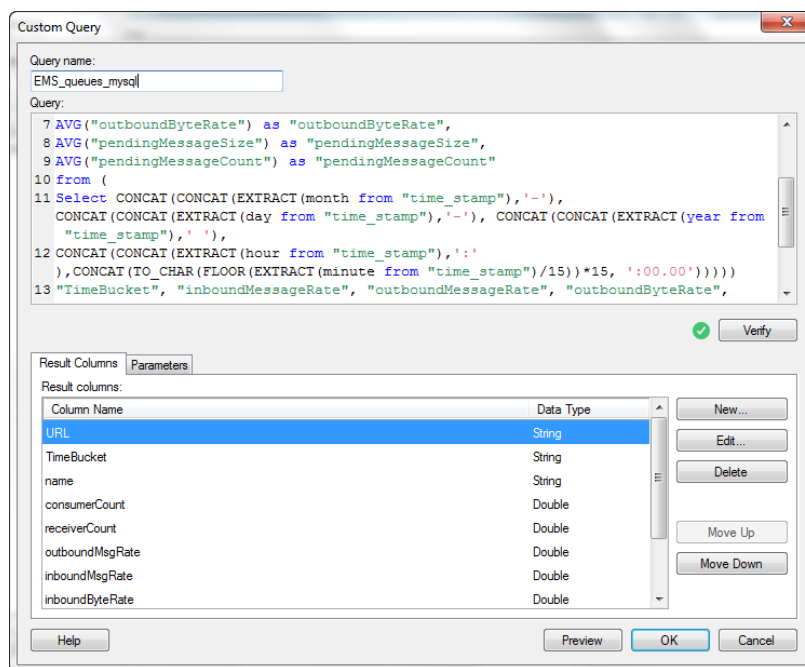 Custom Query
Query name:
EMS_queues_mysql
Query:
7 AVG("outboundByteRate") as "outboundByteRate",
8 AVG("pendingMessageSize") as "pendingMessageSize",
9 AVG("pendingMessageCount") as "pendingMessageCount"
10 from (
11 Select CONCAT(CONCAT(EXTRACT(month from "time_stamp"),'-'),
CONCAT(CONCAT(EXTRACT(day from "time_stamp"),'-'), CONCAT(CONCAT(EXTRACT(year from
"time_stamp"),' '),
12 CONCAT(CONCAT(EXTRACT(hour from "time_stamp"),':'
),CONCAT(TO_CHAR(FLOOR(EXTRACT(minute from "time_stamp")/15))*15, ':00.00')))))
13 "TimeBucket", "inboundMessageRate", "outboundMessageRate", "outboundByteRate",
Verify
Result Columns Parameters
Result columns:
Column Name Data Type
URL String
TimeBucket String
name String
consumerCount Double
receiverCount Double
outboundMsgRate Double
inboundMsgRate Double
inboundByteRate Double
New...
Edit...
Delete
Move Up
Move Down
Help Preview OK Cancel